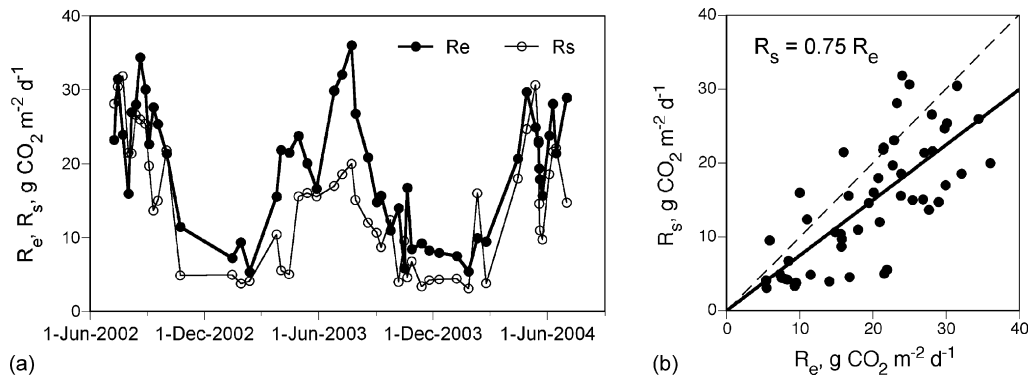 (a)
40
30
20
10
0
Re, Rs, g CO2 m-2 d-1
Re
Rs
1-Jun-2002
1-Dec-2002
1-Jun-2003
1-Dec-2003
1-Jun-2004
(b)
40
30
20
10
0
Rs, g CO2 m-2 d-1
Rs = 0.75 Re
0
10
20
30
40
Re, g CO2 m-2 d-1